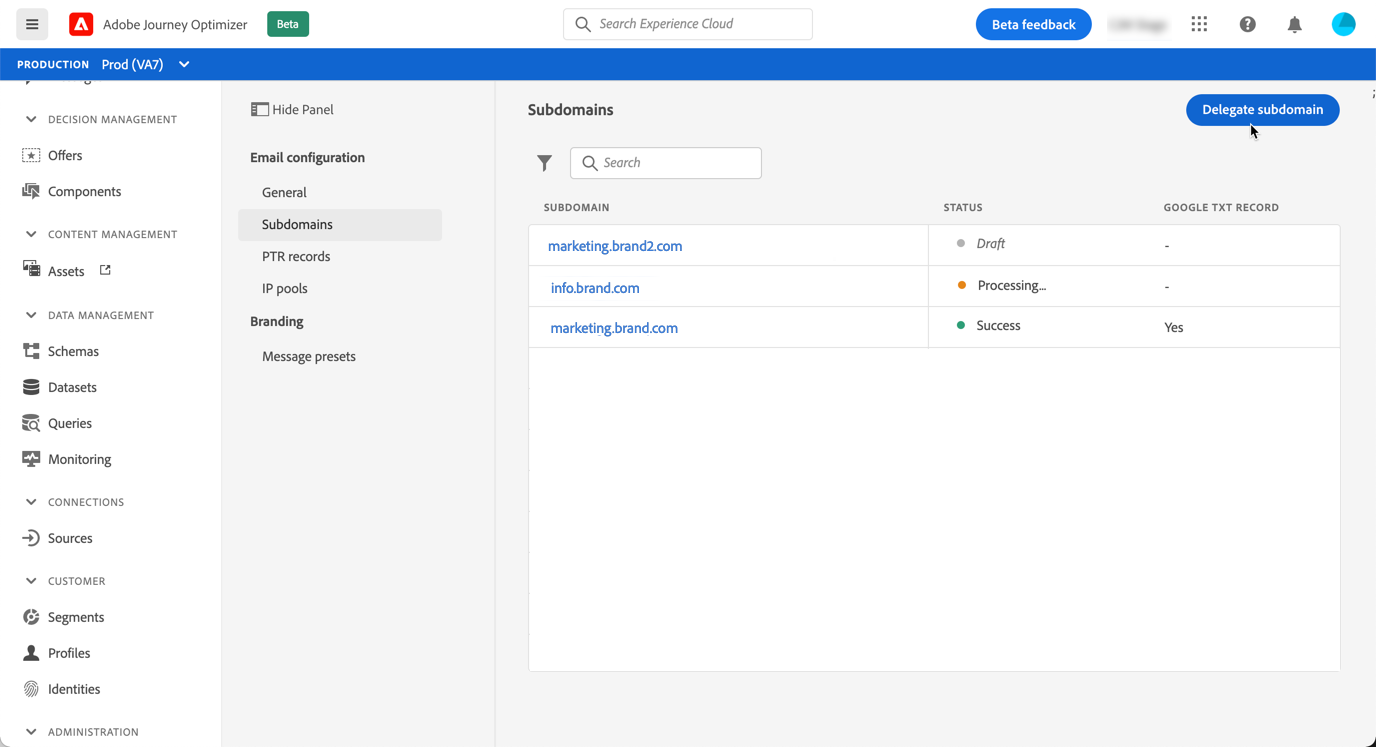 Adobe Journey Optimizer
Beta
Search Experience Cloud
Beta feedback
PRODUCTION Prod (VA7)
DECISION MANAGEMENT
Offers
Components
CONTENT MANAGEMENT
Assets
DATA MANAGEMENT
Schemas
Datasets
Queries
Monitoring
CONNECTIONS
Sources
CUSTOMER
Segments
Profiles
Identities
ADMINISTRATION
Hide Panel
Email configuration
General
Subdomains
PTR records
IP pools
Branding
Message presets
Subdomains
Delegate subdomain
Search
SUBDOMAIN STATUS GOOGLE TXT RECORD
marketing.brand2.com Draft -
info.brand.com Processing... -
marketing.brand.com Success Yes